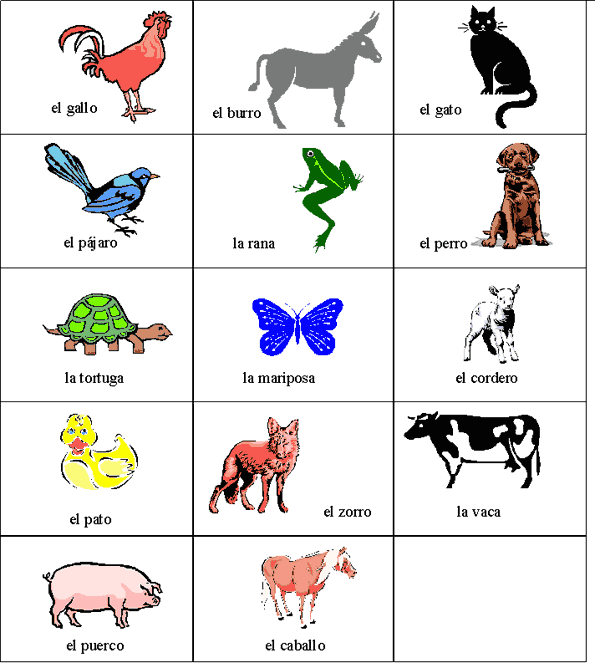 el gallo
el burro
el gato
el pájaro
la rana
el perro
la tortuga
la mariposa
el cordero
el pato
el zorro
la vaca
el puerco
el caballo